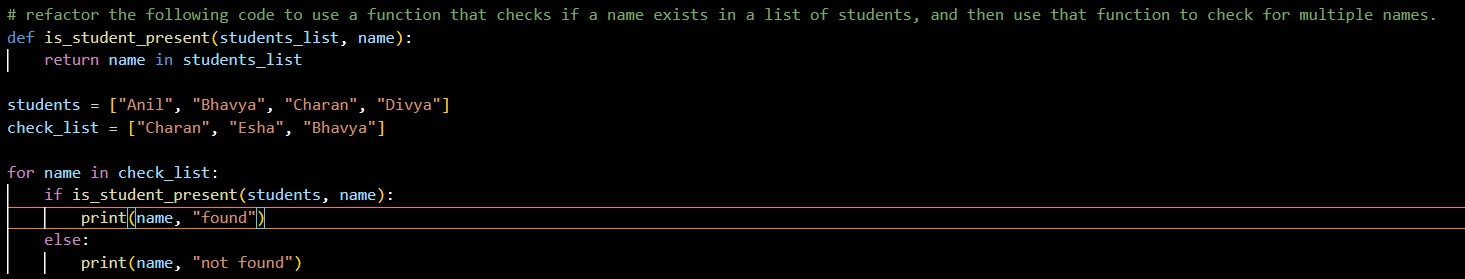 # refactor the following code to use a function that checks if a name exists in a list of students, and then use that function to check for multiple names.
def is_student_present(students_list, name):
    return name in students_list

students = ["Anil", "Bhavya", "Charan", "Divya"]
check_list = ["Charan", "Esha", "Bhavya"]

for name in check_list:
    if is_student_present(students, name):
        print(name, "found")
    else:
        print(name, "not found")